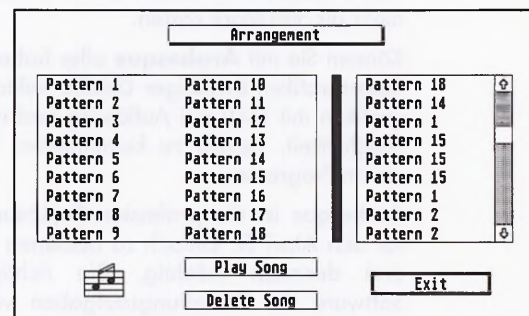 Arrangement
Pattern 1 Pattern 10 Pattern 18
Pattern 2 Pattern 11 Pattern 14
Pattern 3 Pattern 12 Pattern 1
Pattern 4 Pattern 13 Pattern 15
Pattern 5 Pattern 14 Pattern 15
Pattern 6 Pattern 15 Pattern 15
Pattern 7 Pattern 16 Pattern 1
Pattern 8 Pattern 17 Pattern 2
Pattern 9 Pattern 18 Pattern 2
Play Song
Exit
Delete Song